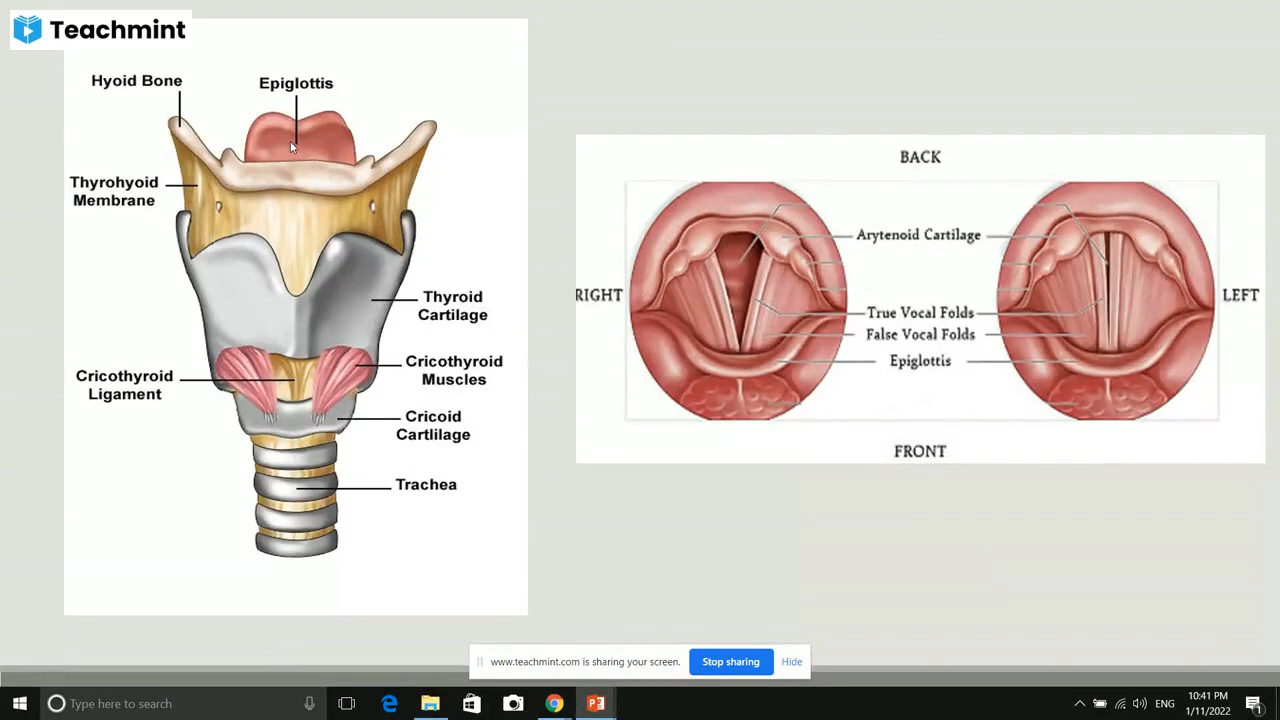 Teachmint
Hyoid Bone
Epiglottis
Thyrohyoid
Membrane
Thyroid
Cartilage
Cricothyroid
Ligament
Cricothyroid
Muscles
Cricoid
Cartlilage
Trachea
BACK
Arytenoid Cartilage
RIGHT
LEFT
True Vocal Folds
False Vocal Folds
Epiglottis
FRONT
www.teachmint.com is sharing your screen.
Stop sharing
Hide
Type here to search
ENG
10:41 PM
1/11/2022
1